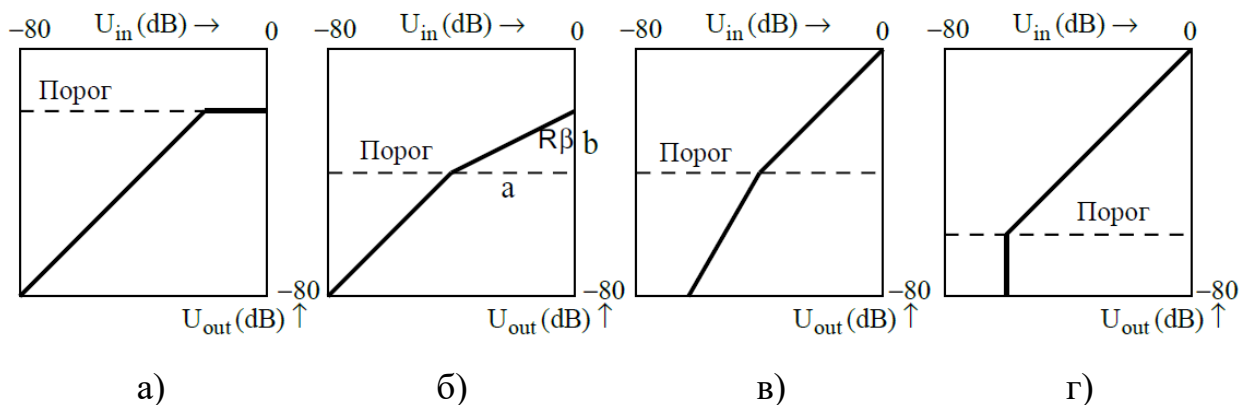 −80 U_in (dB) → 0
Порог
−80
U_out (dB) ↑
а)
−80 U_in (dB) → 0
Порог
Rβ b
a
−80
U_out (dB) ↑
б)
−80 U_in (dB) → 0
Порог
−80
U_out (dB) ↑
в)
−80 U_in (dB) → 0
Порог
−80
U_out (dB) ↑
г)